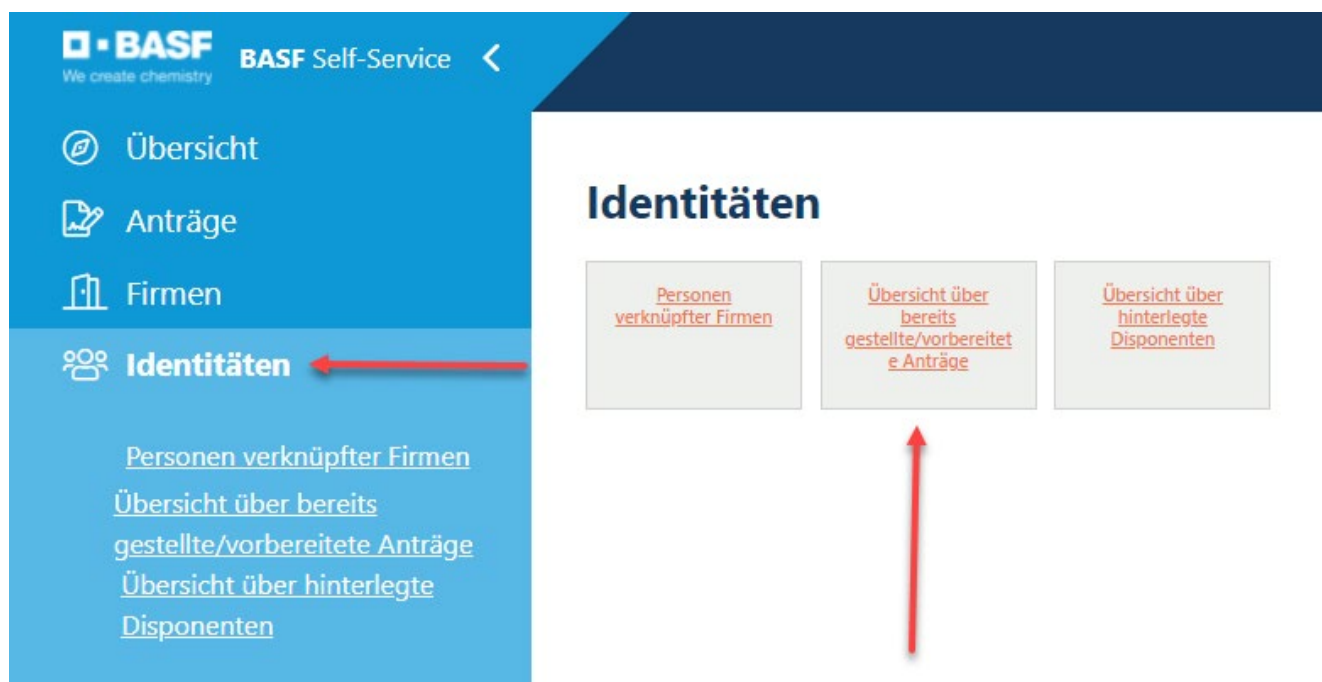 BASF
We create chemistry
BASF Self-Service
Übersicht
Anträge
Firmen
Identitäten
Personen verknüpfter Firmen
Übersicht über bereits
gestellte/vorbereitete Anträge
Übersicht über hinterlegte
Disponenten
Identitäten
Personen
verknüpfter Firmen
Übersicht über
bereits
gestellte/vorbereitet
e Anträge
Übersicht über
hinterlegte
Disponenten